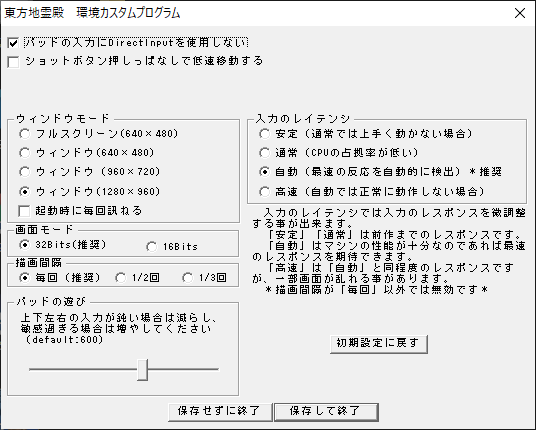 東方地霊殿　環境カスタムプログラム
パッドの入力にDirectInputを使用しない
ショットボタン押しっぱなしで低速移動する
ウィンドウモード
フルスクリーン(640×480)
ウィンドウ(640×480)
ウィンドウ (960×720)
ウィンドウ(1280×960)
起動時に毎回訊ねる
画面モード
32Bits(推奨)
16Bits
描画間隔
毎回 (推奨)
1/2回
1/3回
パッドの遊び
上下左右の入力が鈍い場合は減らし、
敏感過ぎる場合は増やしてください
(default:600)
入力のレイテンシ
安定 (通常では上手く動かない場合)
通常 (CPUの占拠率が低い)
自動 (最速の反応を自動的に検出) *推奨
高速 (自動では正常に動作しない場合)
入力のレイテンシでは入力のレスポンスを微調整
する事が出来ます。
「安定」「通常」は前作までのレスポンスです。
「自動」はマシンの性能が十分なのであれば最速
のレスポンスを期待できます。
「高速」は「自動」と同程度のレスポンスです
が、一部画面が乱れる事があります。
*描画間隔が「毎回」以外では無効です*
初期設定に戻す
保存せずに終了
保存して終了